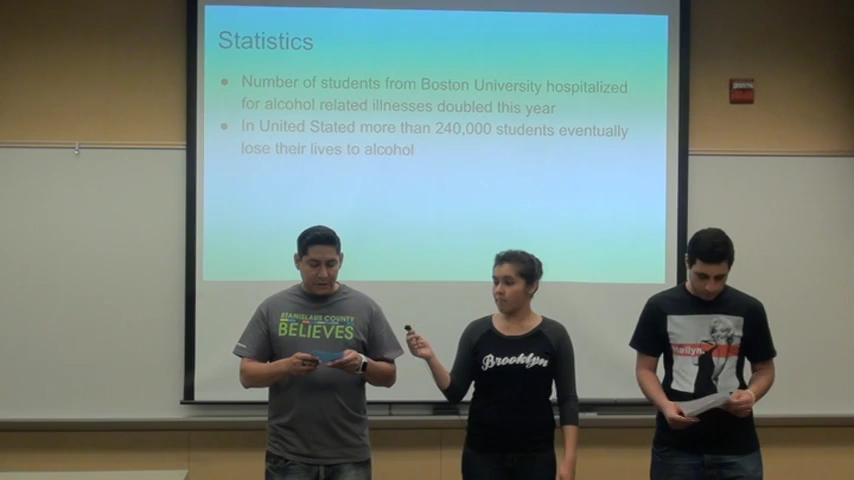 Statistics
● Number of students from Boston University hospitalized
for alcohol related illnesses doubled this year
● In United Stated more than 240,000 students eventually
lose their lives to alcohol
STANISLAUS COUNTY
BELIEVES
Brooklyn
Marilyn.